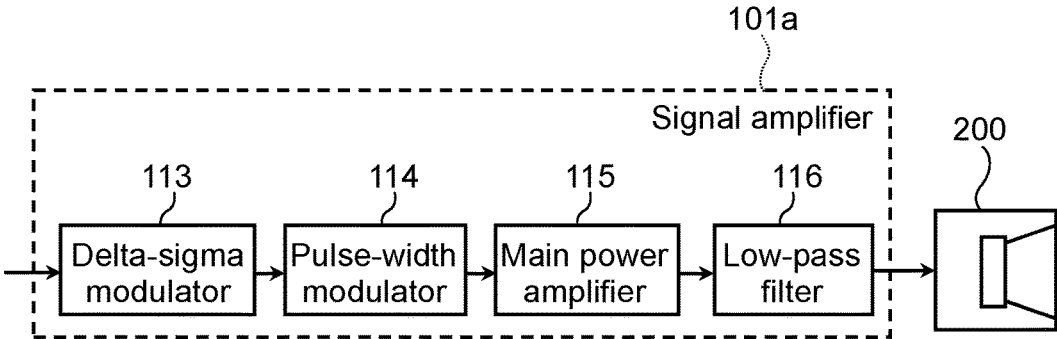 101a
Signal amplifier
200
113
114
115
116
Delta-sigma
modulator
Pulse-width
modulator
Main power
amplifier
Low-pass
filter